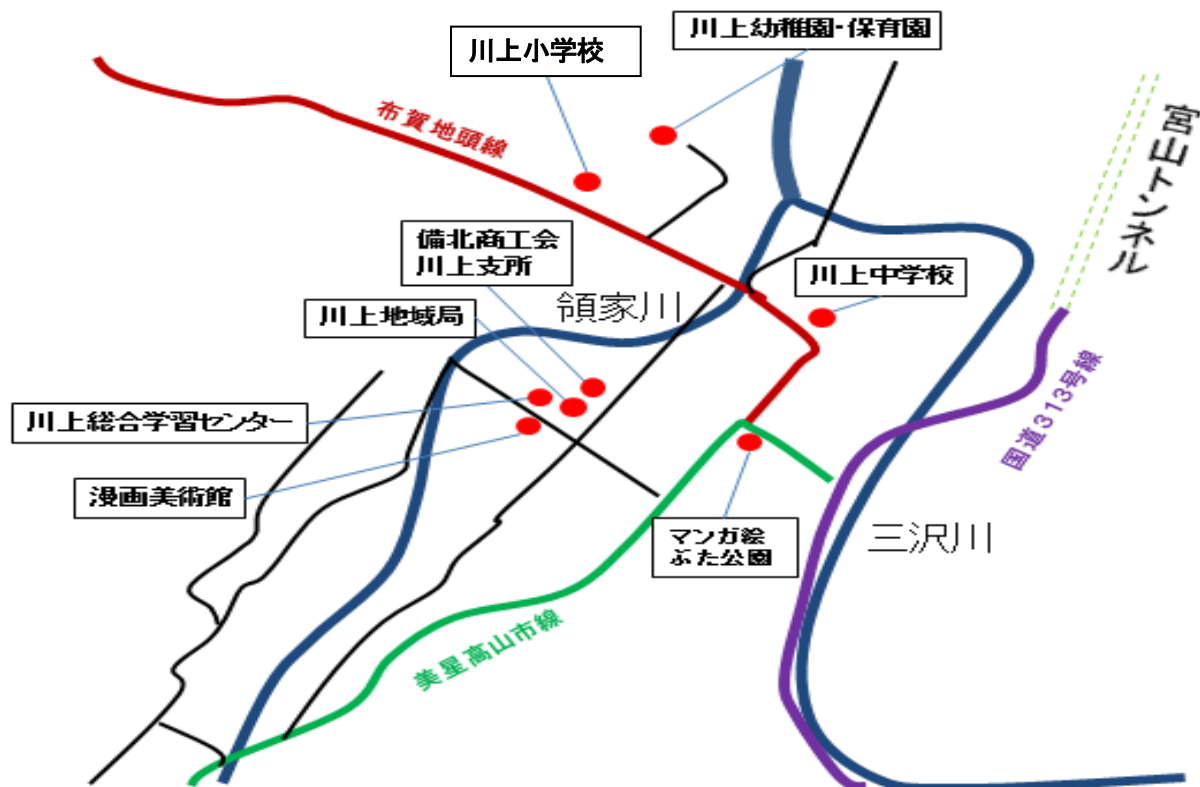 川上幼稚園・保育園
川上小学校
布賀地頭線
宮山トンネル
備北商工会
川上支所
川上中学校
川上地域局
領家川
国道313号線
川上総合学習センター
漫画美術館
マンガ絵
ぶた公園
三沢川
美星高山市線